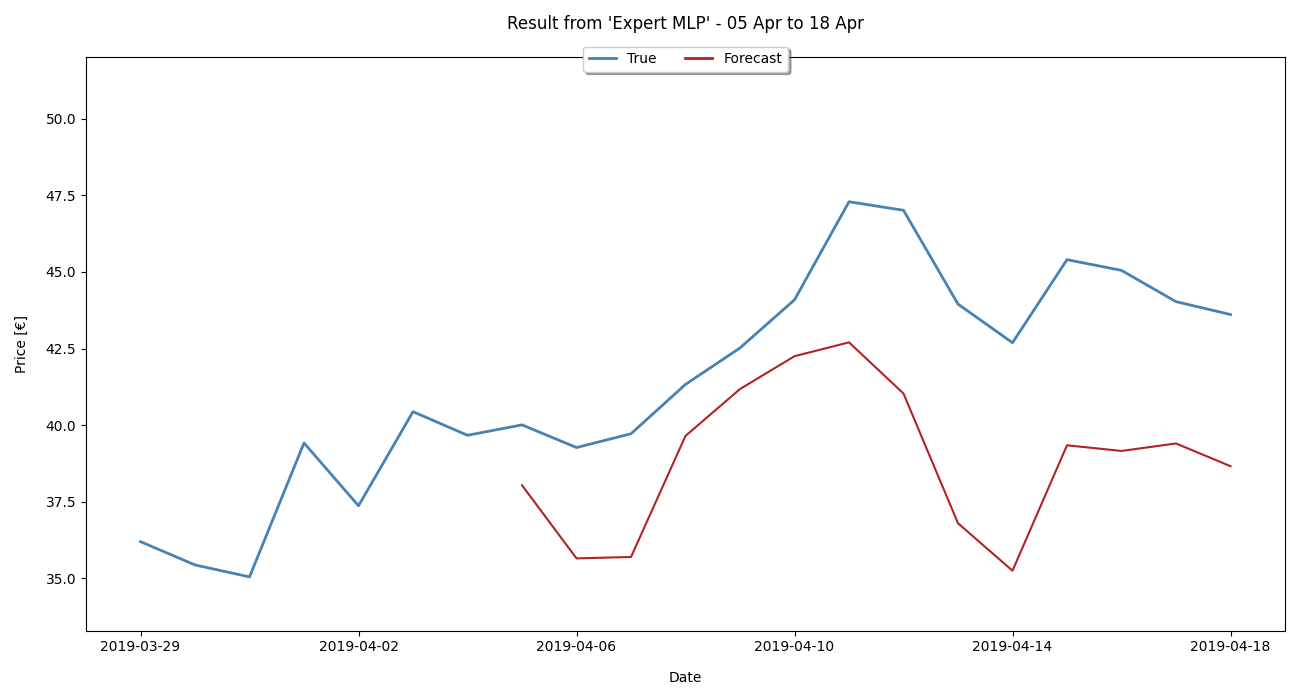 Result from 'Expert MLP' - 05 Apr to 18 Apr
True Forecast
50.0
47.5
45.0
42.5
40.0
37.5
35.0
Price [€]
2019-03-29 2019-04-02 2019-04-06 2019-04-10 2019-04-14 2019-04-18
Date